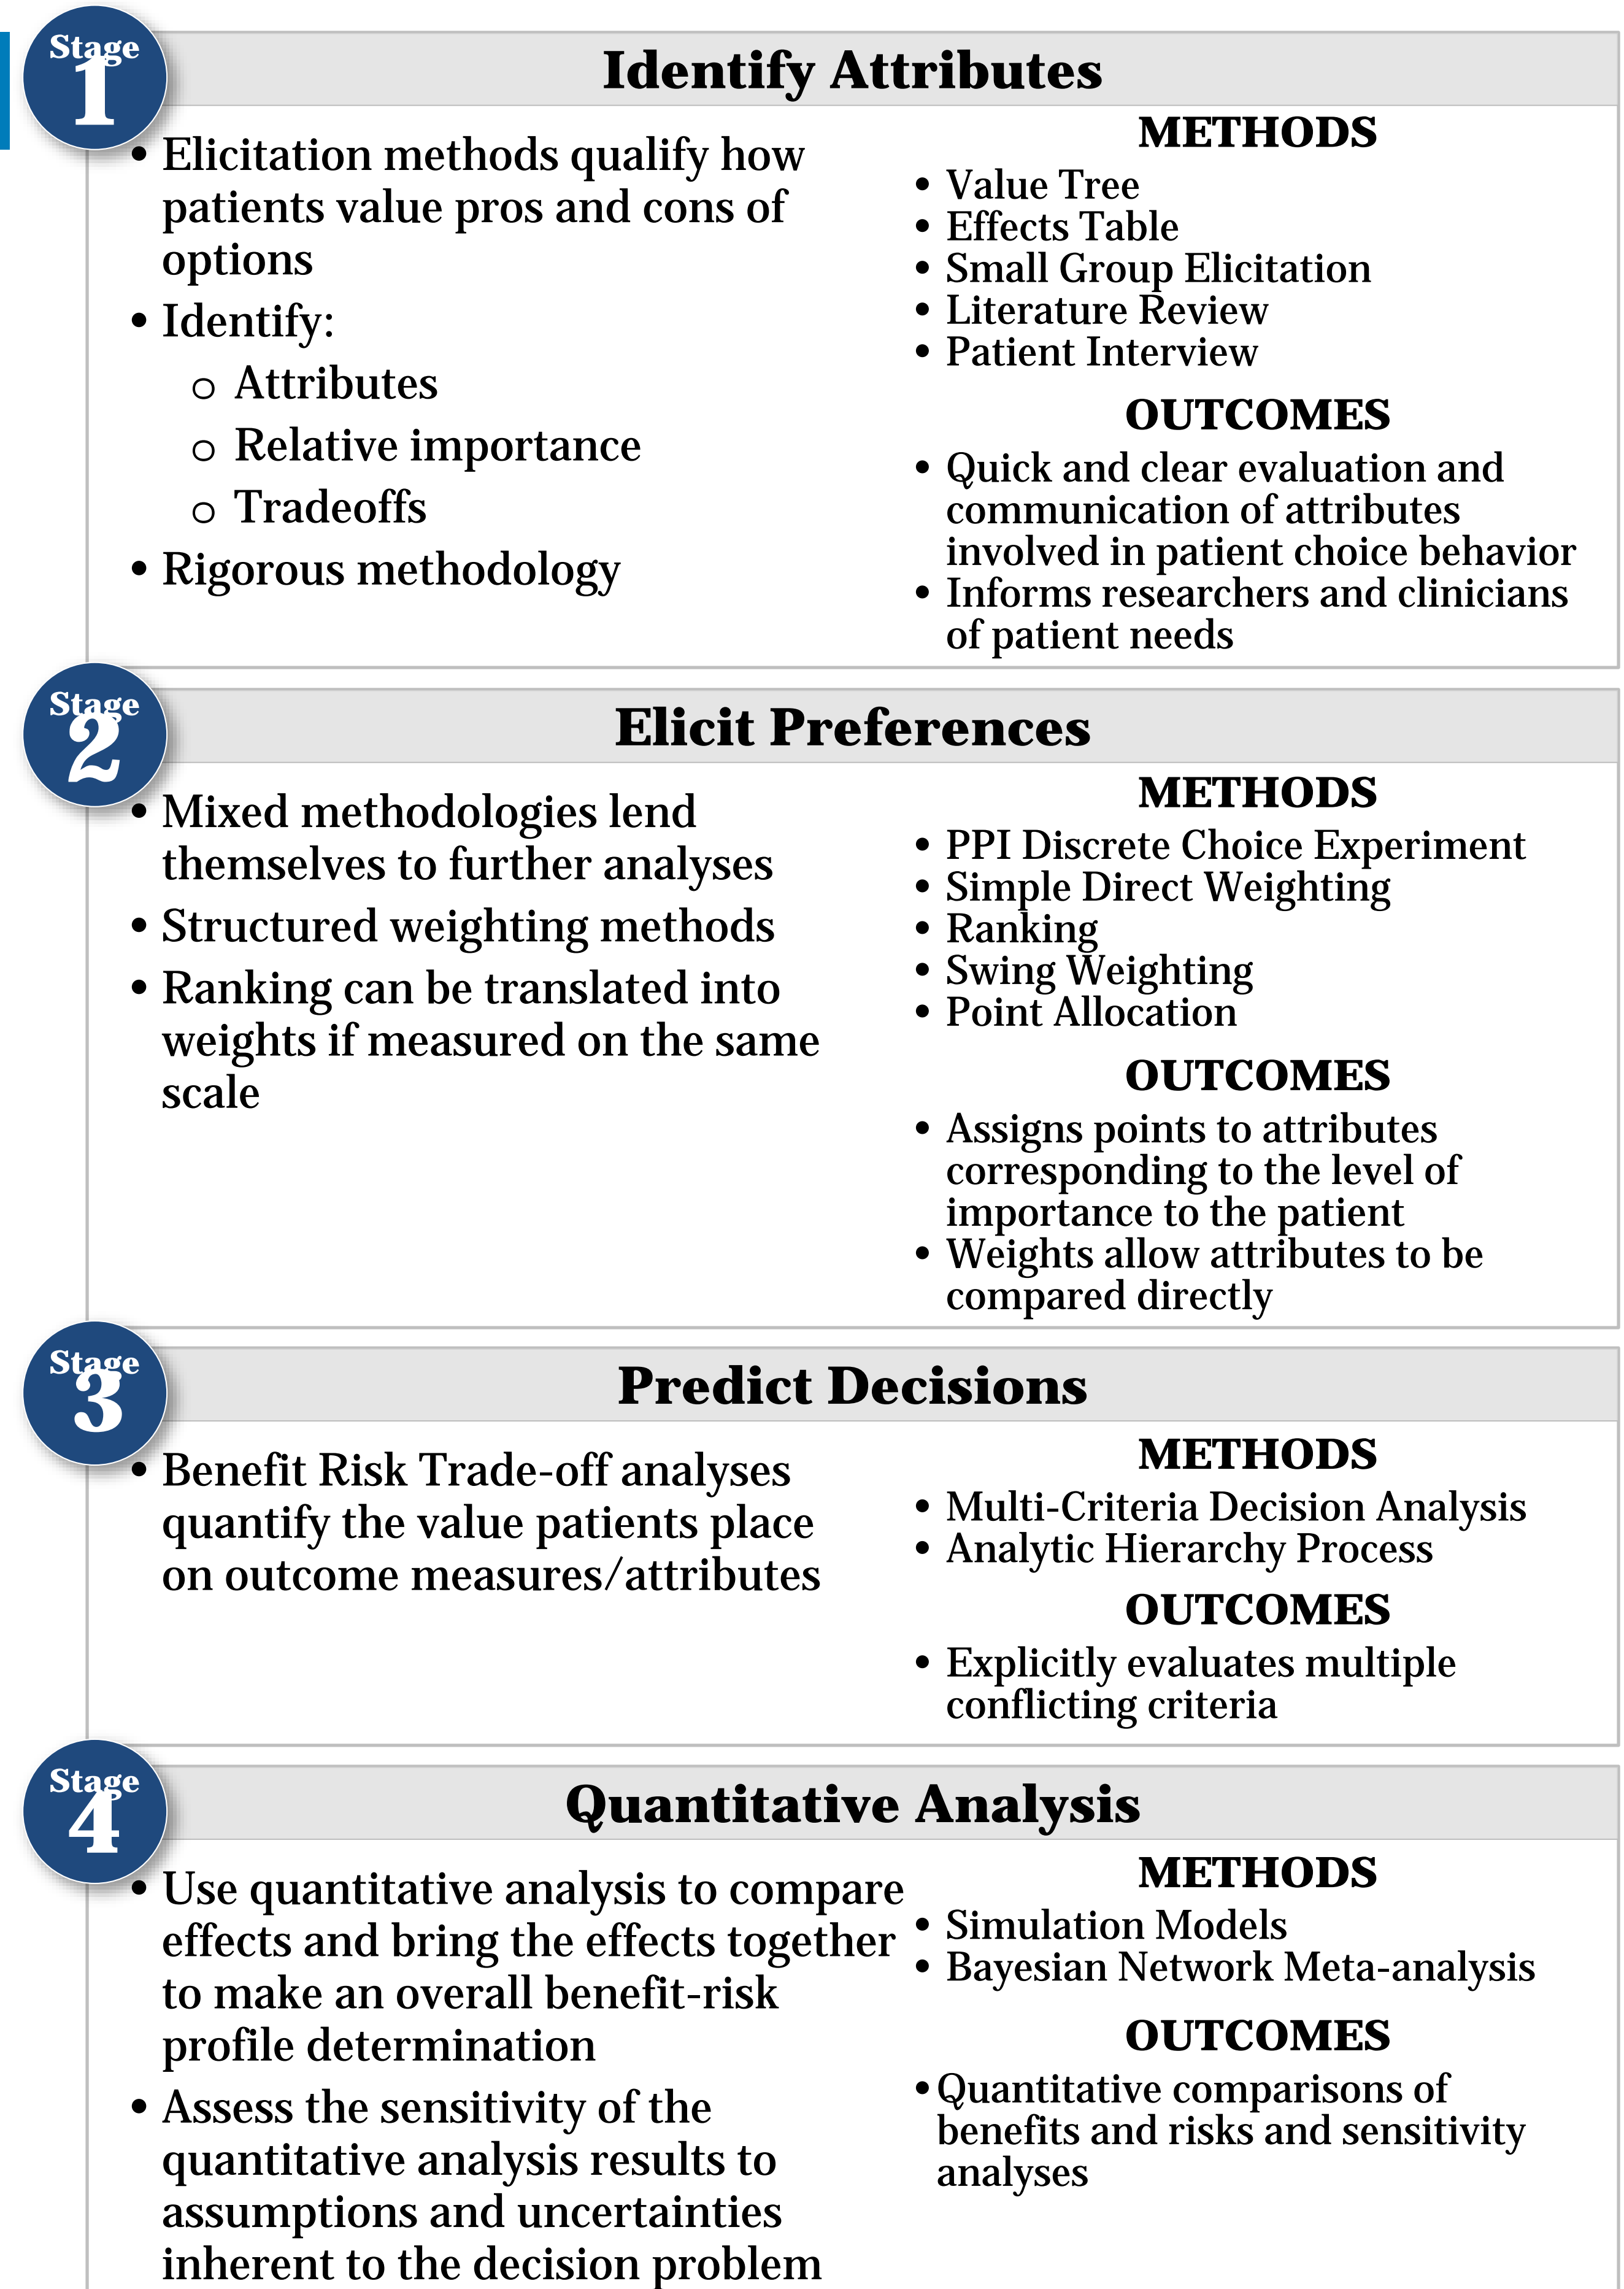 Stage
1
Identify Attributes
• Elicitation methods qualify how
patients value pros and cons of
options
• Identify:
o Attributes
o Relative importance
o Tradeoffs
• Rigorous methodology
METHODS
• Value Tree
• Effects Table
• Small Group Elicitation
• Literature Review
• Patient Interview
OUTCOMES
• Quick and clear evaluation and
communication of attributes
involved in patient choice behavior
• Informs researchers and clinicians
of patient needs
Stage
2
Elicit Preferences
• Mixed methodologies lend
themselves to further analyses
• Structured weighting methods
• Ranking can be translated into
weights if measured on the same
scale
METHODS
• PPI Discrete Choice Experiment
• Simple Direct Weighting
• Ranking
• Swing Weighting
• Point Allocation
OUTCOMES
• Assigns points to attributes
corresponding to the level of
importance to the patient
• Weights allow attributes to be
compared directly
Stage
3
Predict Decisions
• Benefit Risk Trade-off analyses
quantify the value patients place
on outcome measures/attributes
METHODS
• Multi-Criteria Decision Analysis
• Analytic Hierarchy Process
OUTCOMES
• Explicitly evaluates multiple
conflicting criteria
Stage
4
Quantitative Analysis
• Use quantitative analysis to compare
effects and bring the effects together
to make an overall benefit-risk
profile determination
• Assess the sensitivity of the
quantitative analysis results to
assumptions and uncertainties
inherent to the decision problem
METHODS
• Simulation Models
• Bayesian Network Meta-analysis
OUTCOMES
• Quantitative comparisons of
benefits and risks and sensitivity
analyses